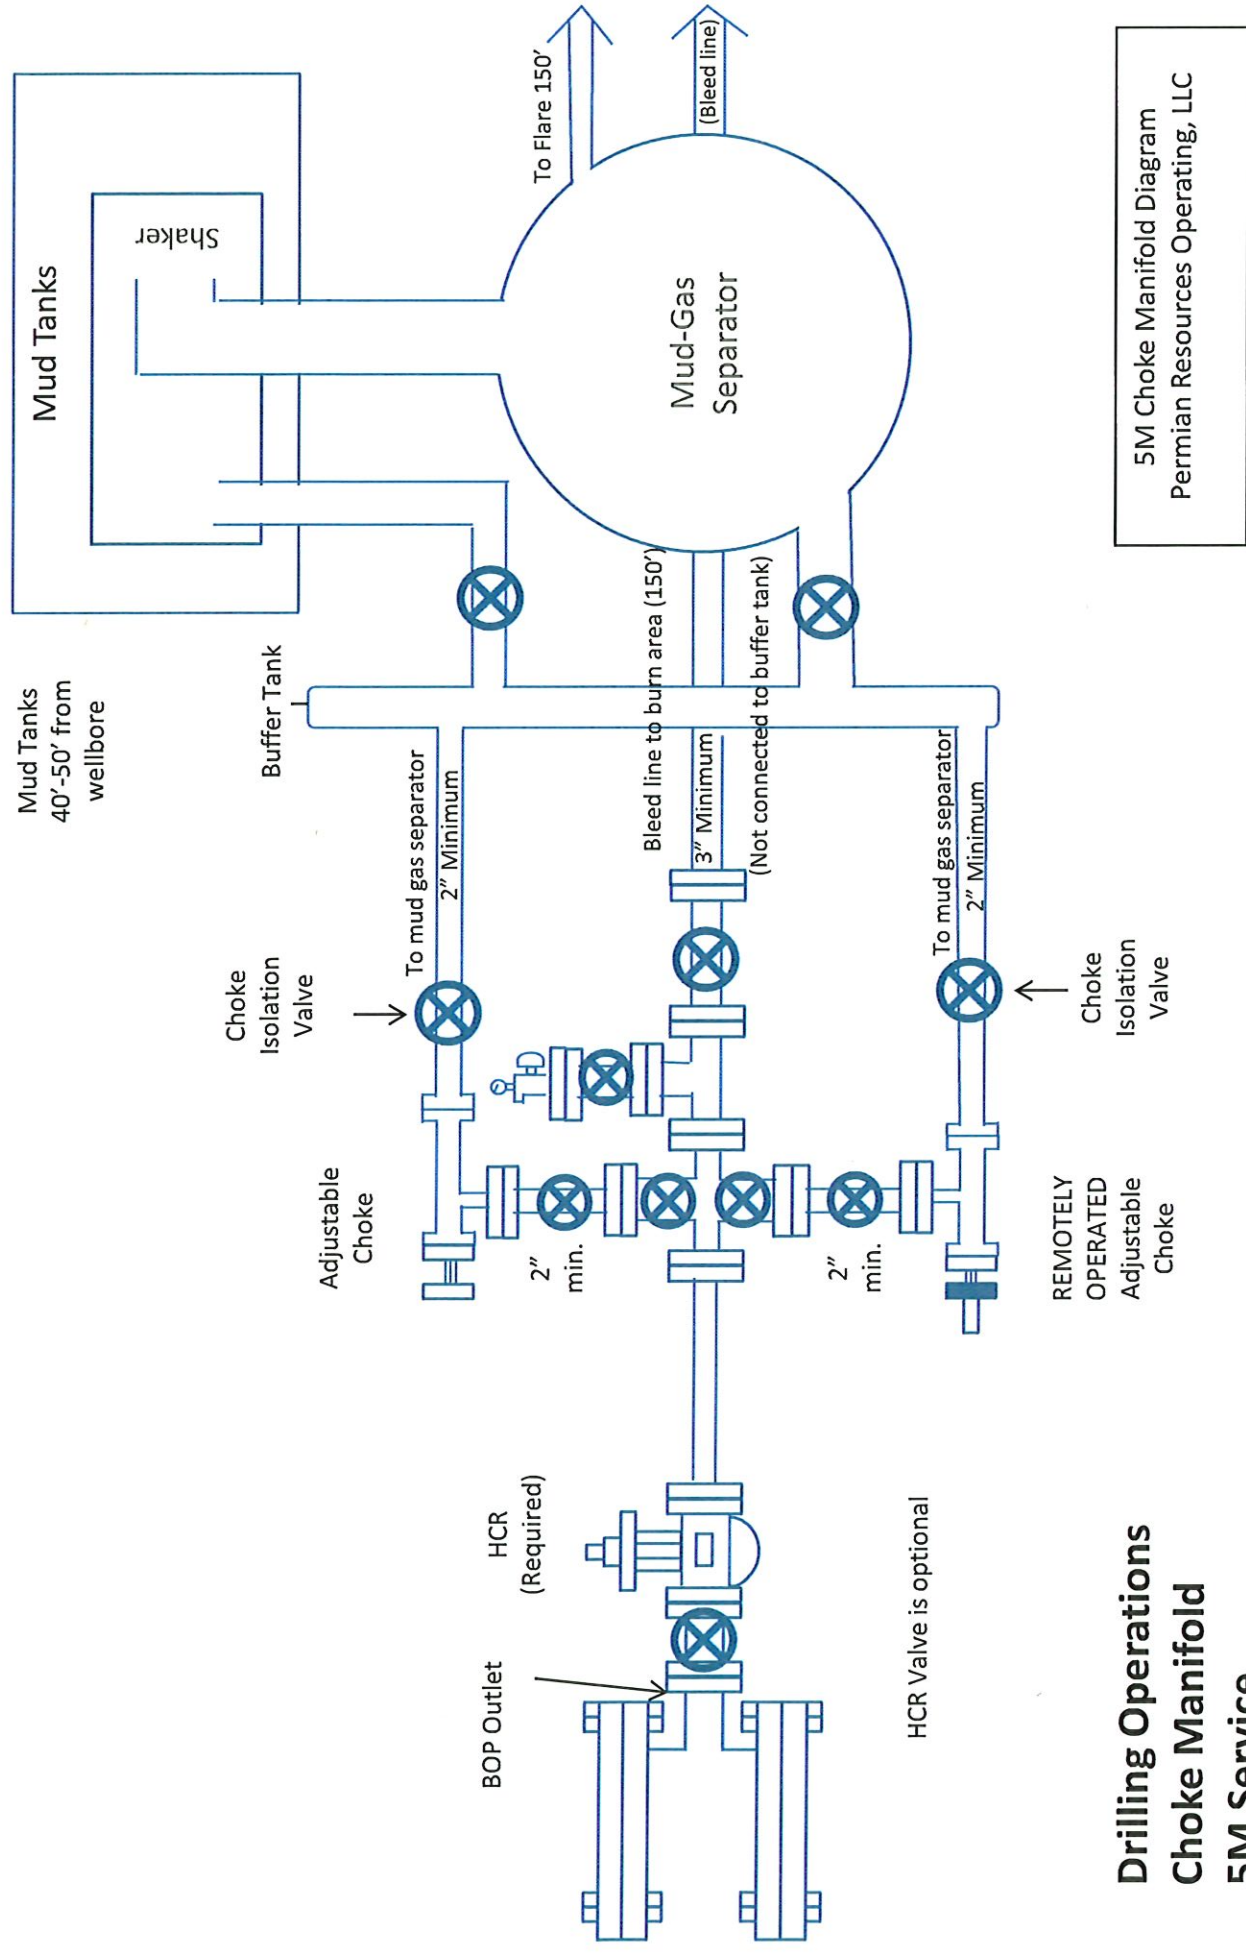 Mud Tanks
40'-50' from
wellbore
Mud Tanks
Shaker
Buffer Tank
To Flare 150'
(Bleed line)
Mud-Gas
Separator
Choke
Isolation
Valve
To mud gas separator
2" Minimum
Bleed line to burn area (150')
3" Minimum
(Not connected to buffer tank)
To mud gas separator
2" Minimum
Choke
Isolation
Valve
Adjustable
Choke
2"
min.
2"
min.
REMOTELY
OPERATED
Adjustable
Choke
HCR
(Required)
BOP Outlet
HCR Valve is optional
Drilling Operations
Choke Manifold
5M Service
5M Choke Manifold Diagram
Permian Resources Operating, LLC